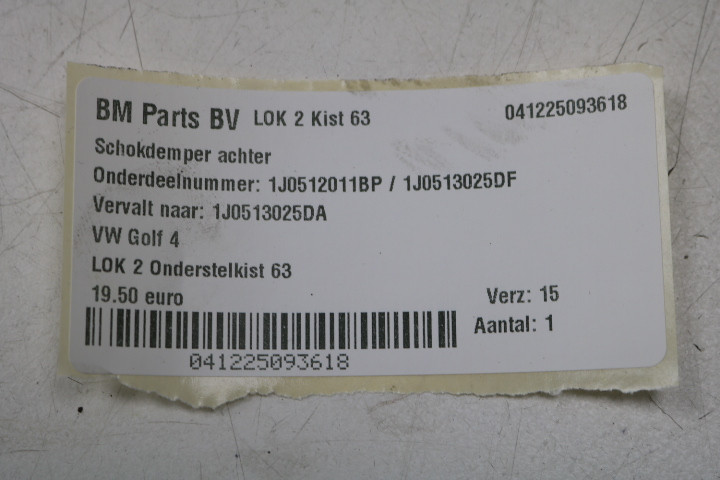 BM Parts BV LOK 2 Kist 63 041225093618
Schokdemper achter
Onderdeelnummer: 1J0512011BP / 1J0513025DF
Vervalt naar: 1J0513025DA
VW Golf 4
LOK 2 Onderstelkist 63
19.50 euro Verz: 15
Aantal: 1
041225093618